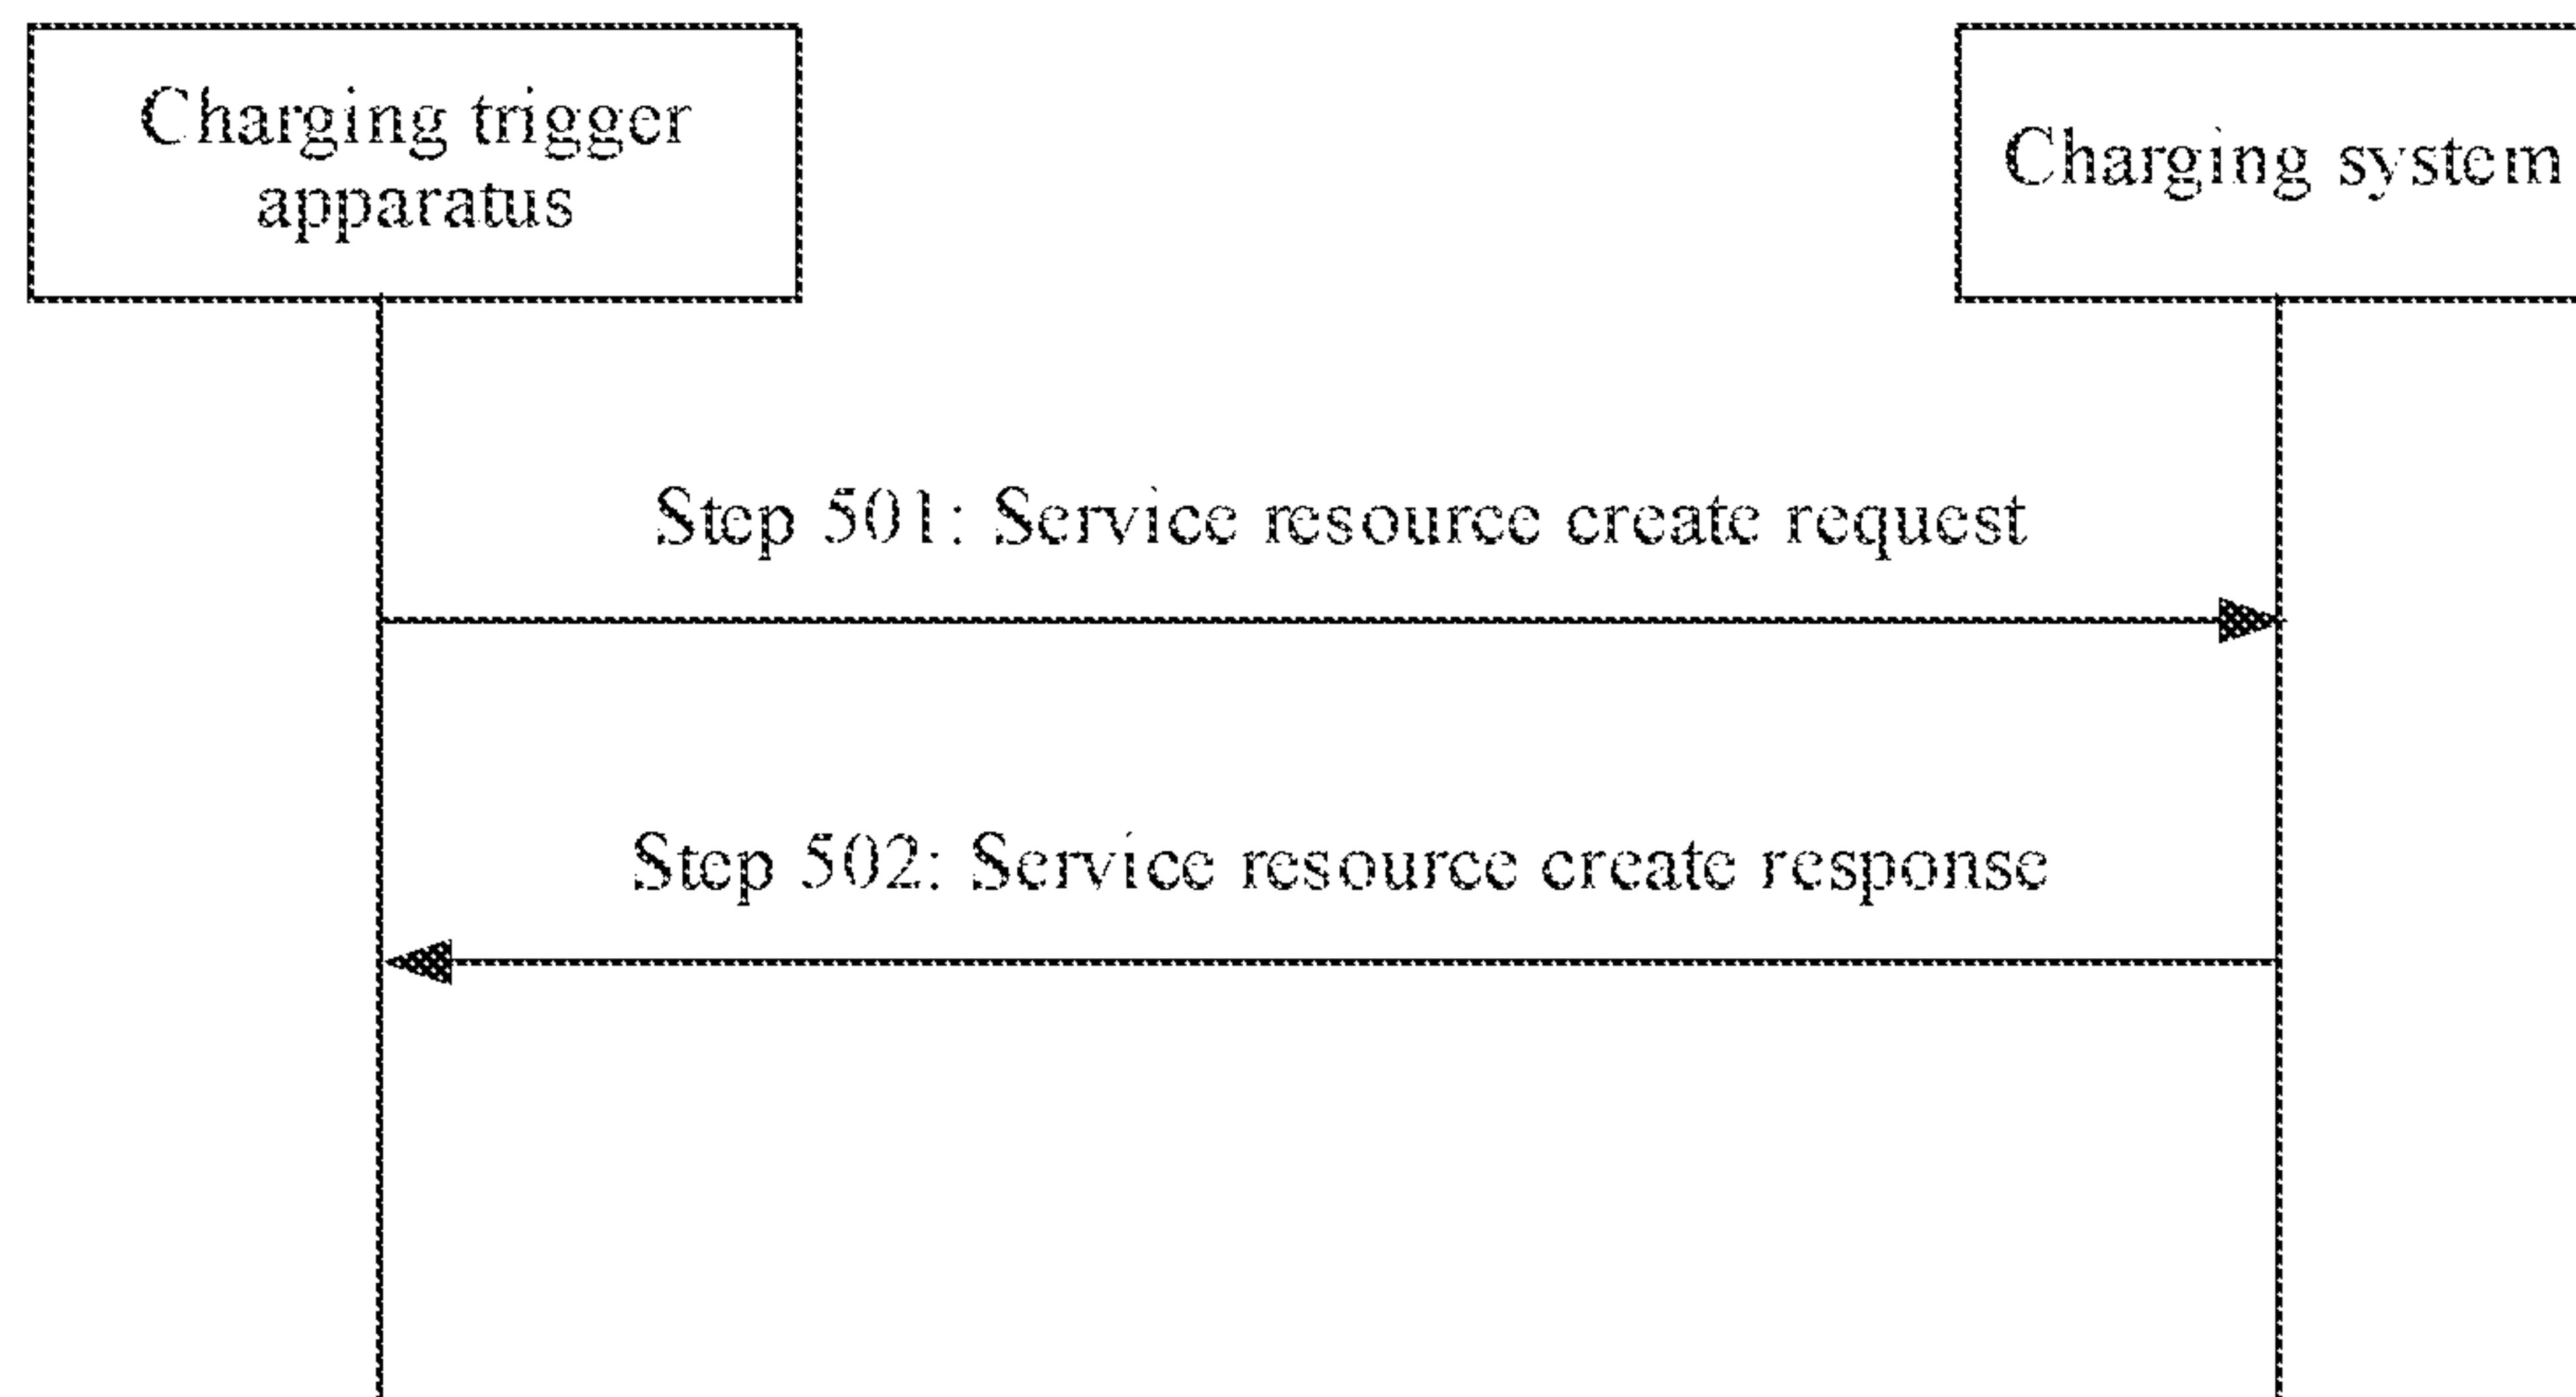 Charging trigger
apparatus
Charging system
Step 501: Service resource create request
Step 502: Service resource create response